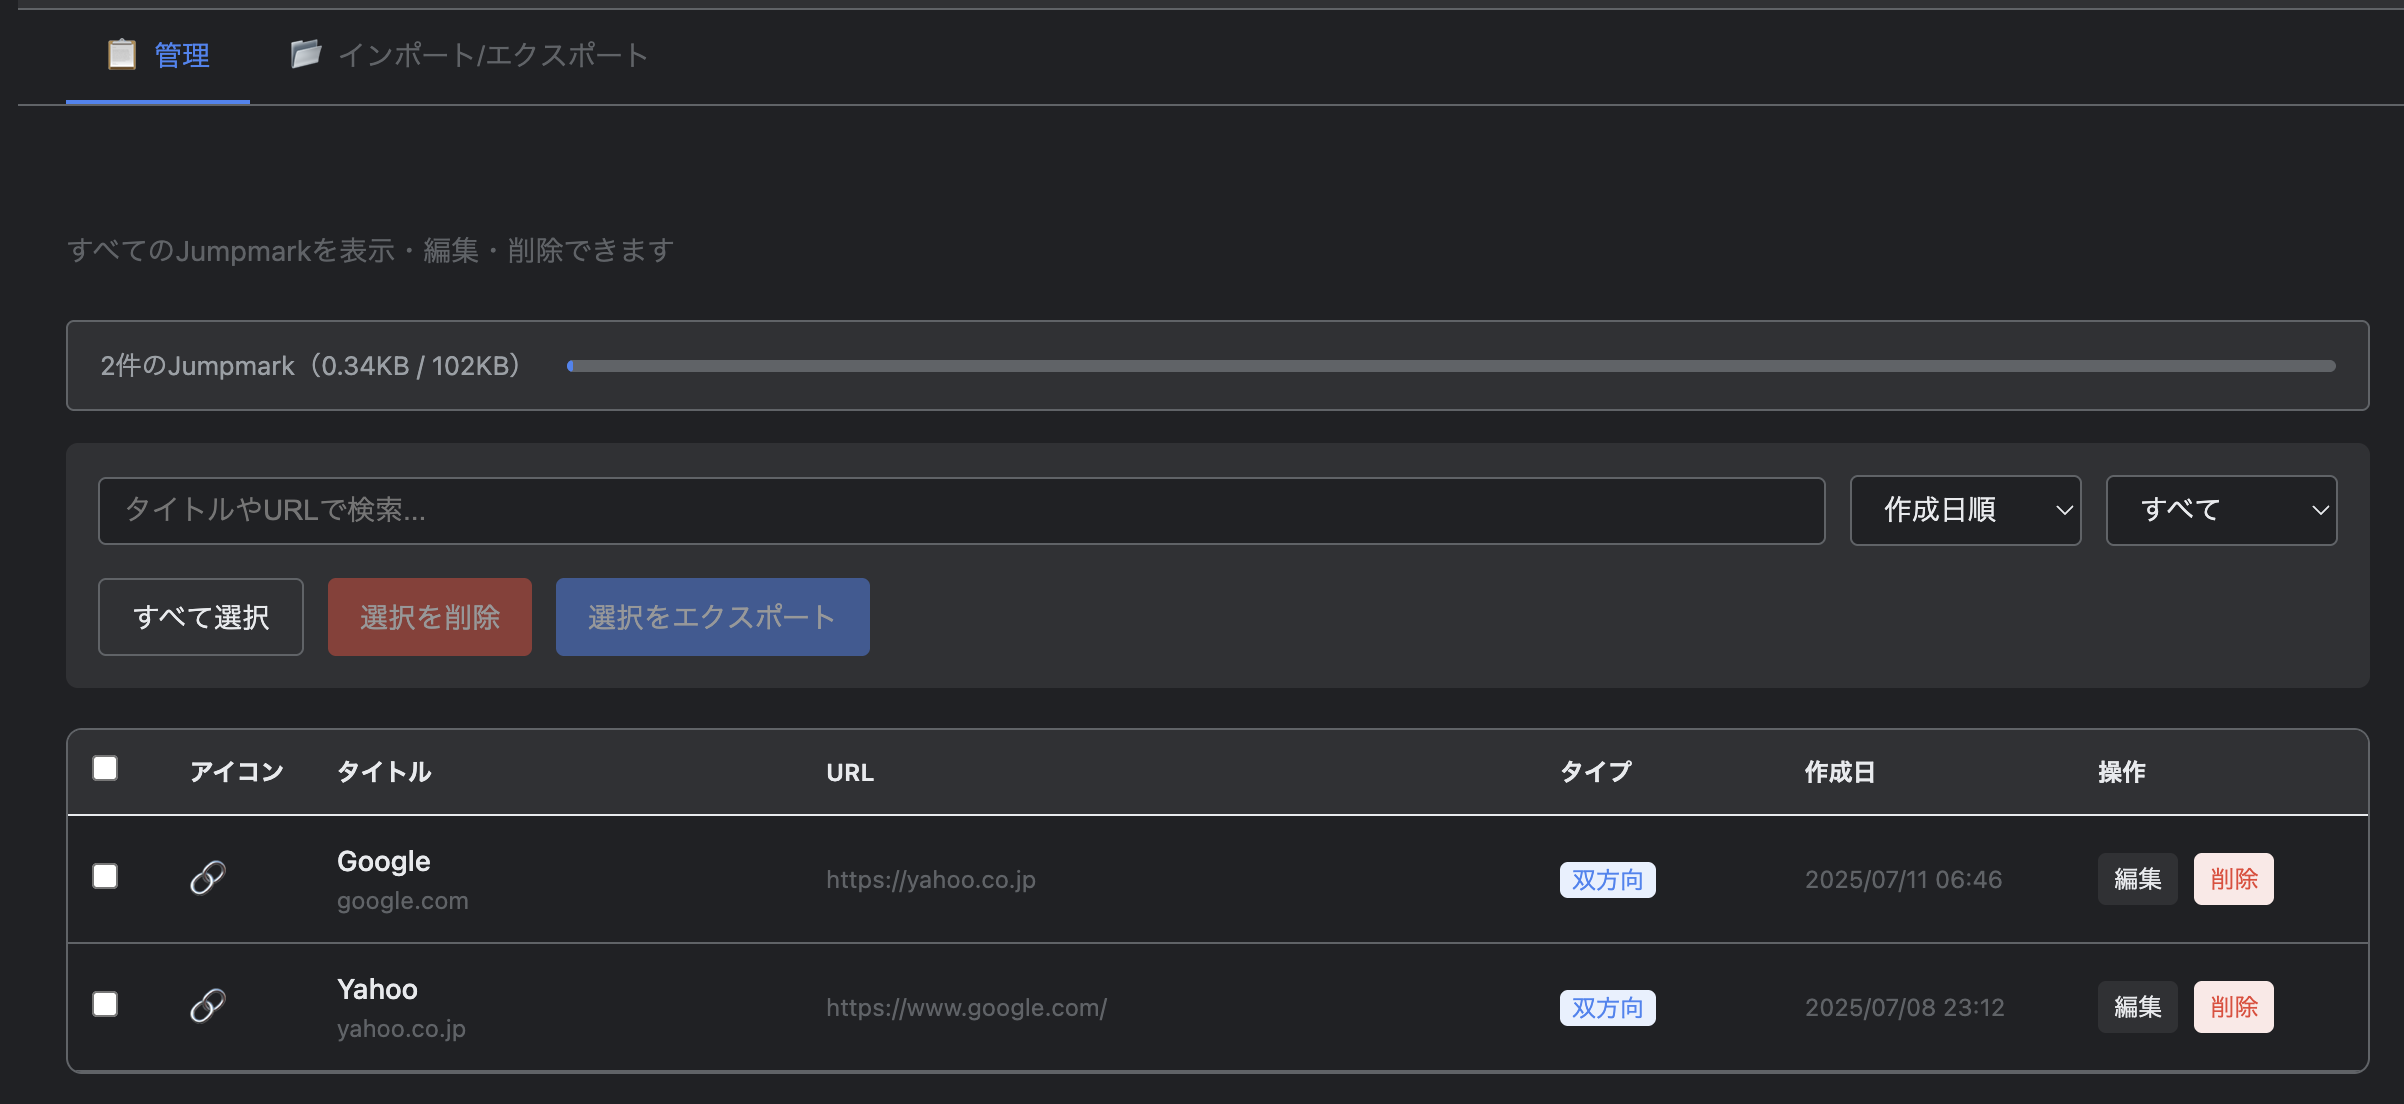 管理
インポート/エクスポート
すべてのJumpmarkを表示・編集・削除できます
2件のJumpmark（0.34KB / 102KB）
タイトルやURLで検索...
作成日順
すべて
すべて選択
選択を削除
選択をエクスポート
アイコン
タイトル
URL
タイプ
作成日
操作
Google
google.com
https://yahoo.co.jp
双方向
2025/07/11 06:46
編集
削除
Yahoo
yahoo.co.jp
https://www.google.com/
双方向
2025/07/08 23:12
編集
削除